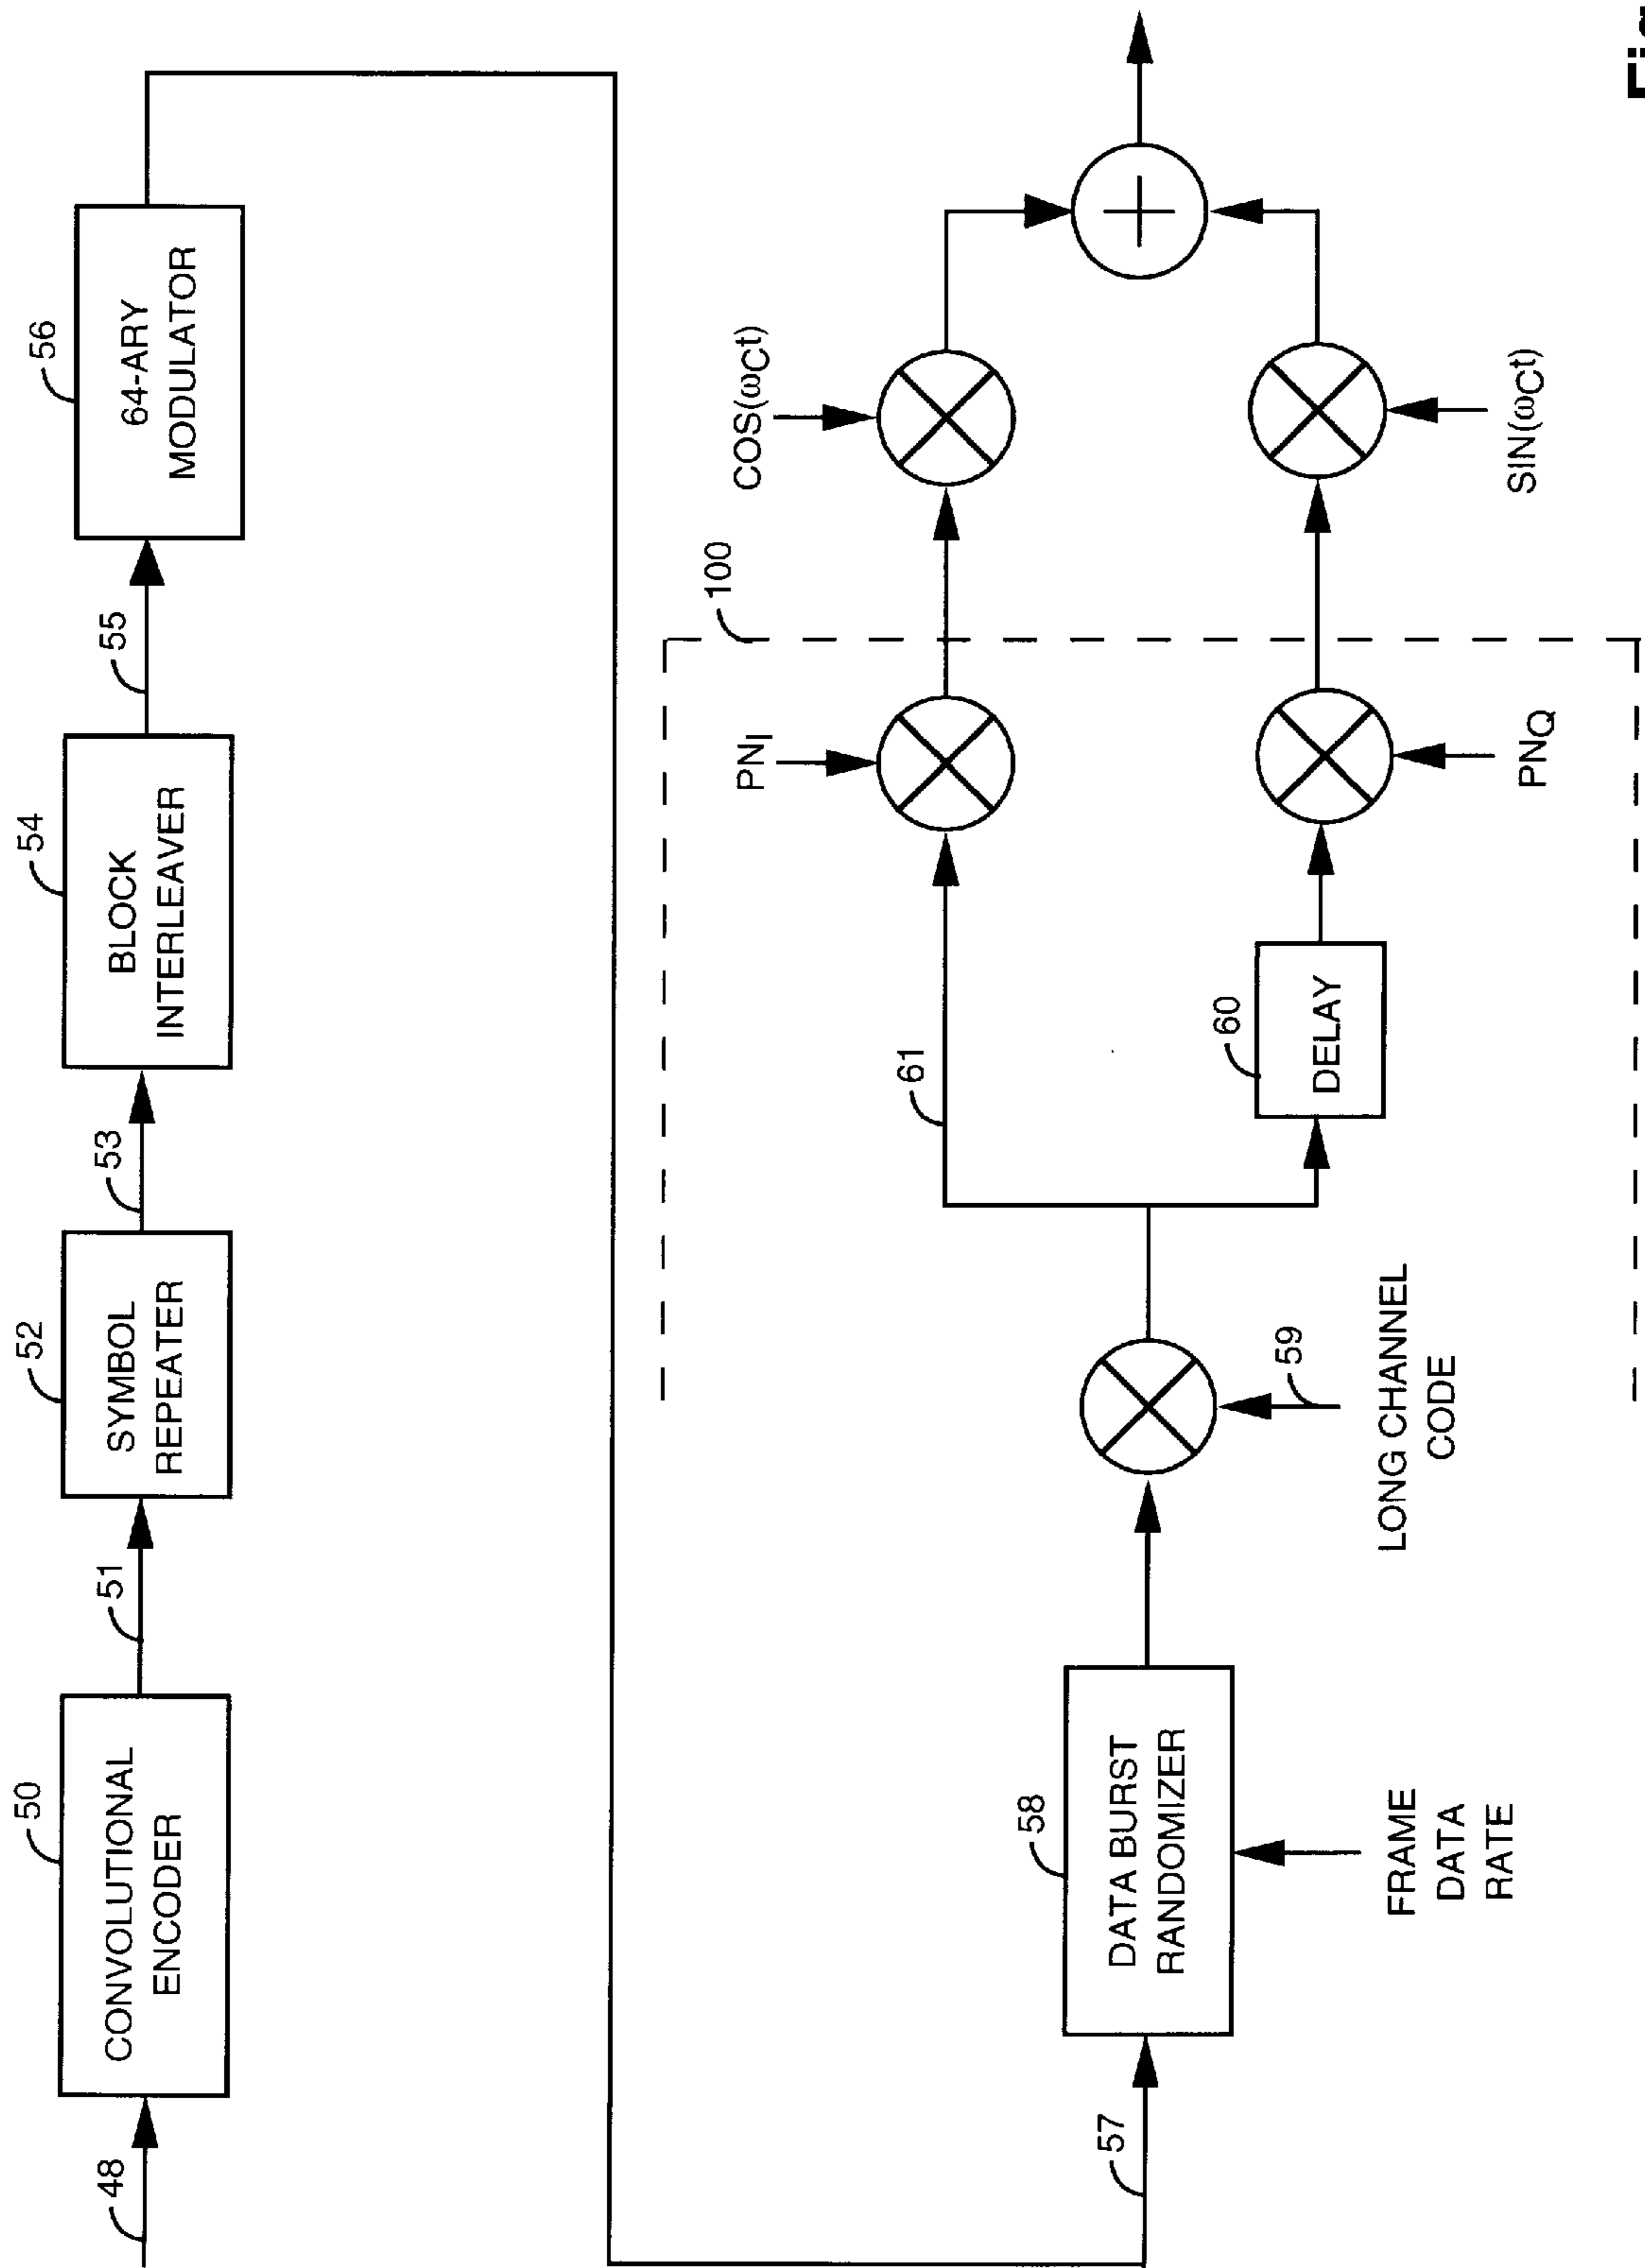 48
50
CONVOLUTIONAL
ENCODER
51
52
SYMBOL
REPEATER
53
54
BLOCK
INTERLEAVER
55
56
64-ARY
MODULATOR
57
58
DATA BURST
RANDOMIZER
FRAME
DATA
RATE
59
LONG CHANNEL
CODE
61
60
DELAY
PNI
PNQ
100
COS(ωCt)
SIN(ωCt)